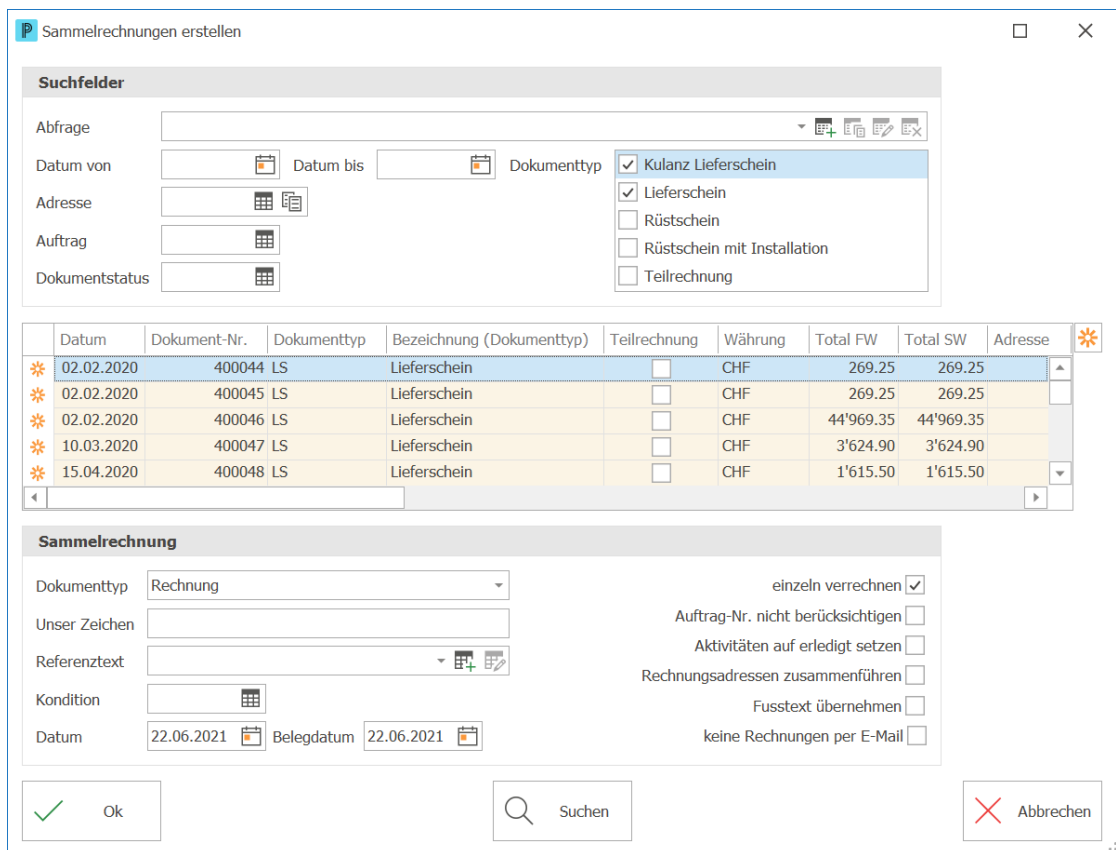 Sammelrechnungen erstellen
Suchfelder
Abfrage
Datum von Datum bis Dokumenttyp Kulanz Lieferschein
Lieferschein
Adresse
Rüstschein
Auftrag
Rüstschein mit Installation
Dokumentstatus Teilrechnung
Datum Dokument-Nr. Dokumenttyp Bezeichnung (Dokumenttyp) Teilrechnung Währung Total FW Total SW Adresse
02.02.2020 400044 LS Lieferschein CHF 269.25 269.25
02.02.2020 400045 LS Lieferschein CHF 269.25 269.25
02.02.2020 400046 LS Lieferschein CHF 44'969.35 44'969.35
10.03.2020 400047 LS Lieferschein CHF 3'624.90 3'624.90
15.04.2020 400048 LS Lieferschein CHF 1'615.50 1'615.50
Sammelrechnung
Dokumenttyp Rechnung einzeln verrechnen
Unser Zeichen Auftrag-Nr. nicht berücksichtigen
Aktivitäten auf erledigt setzen
Referenztext
Rechnungsadressen zusammenführen
Kondition Fusstext übernehmen
Datum 22.06.2021 Belegdatum 22.06.2021 keine Rechnungen per E-Mail
Ok Suchen Abbrechen